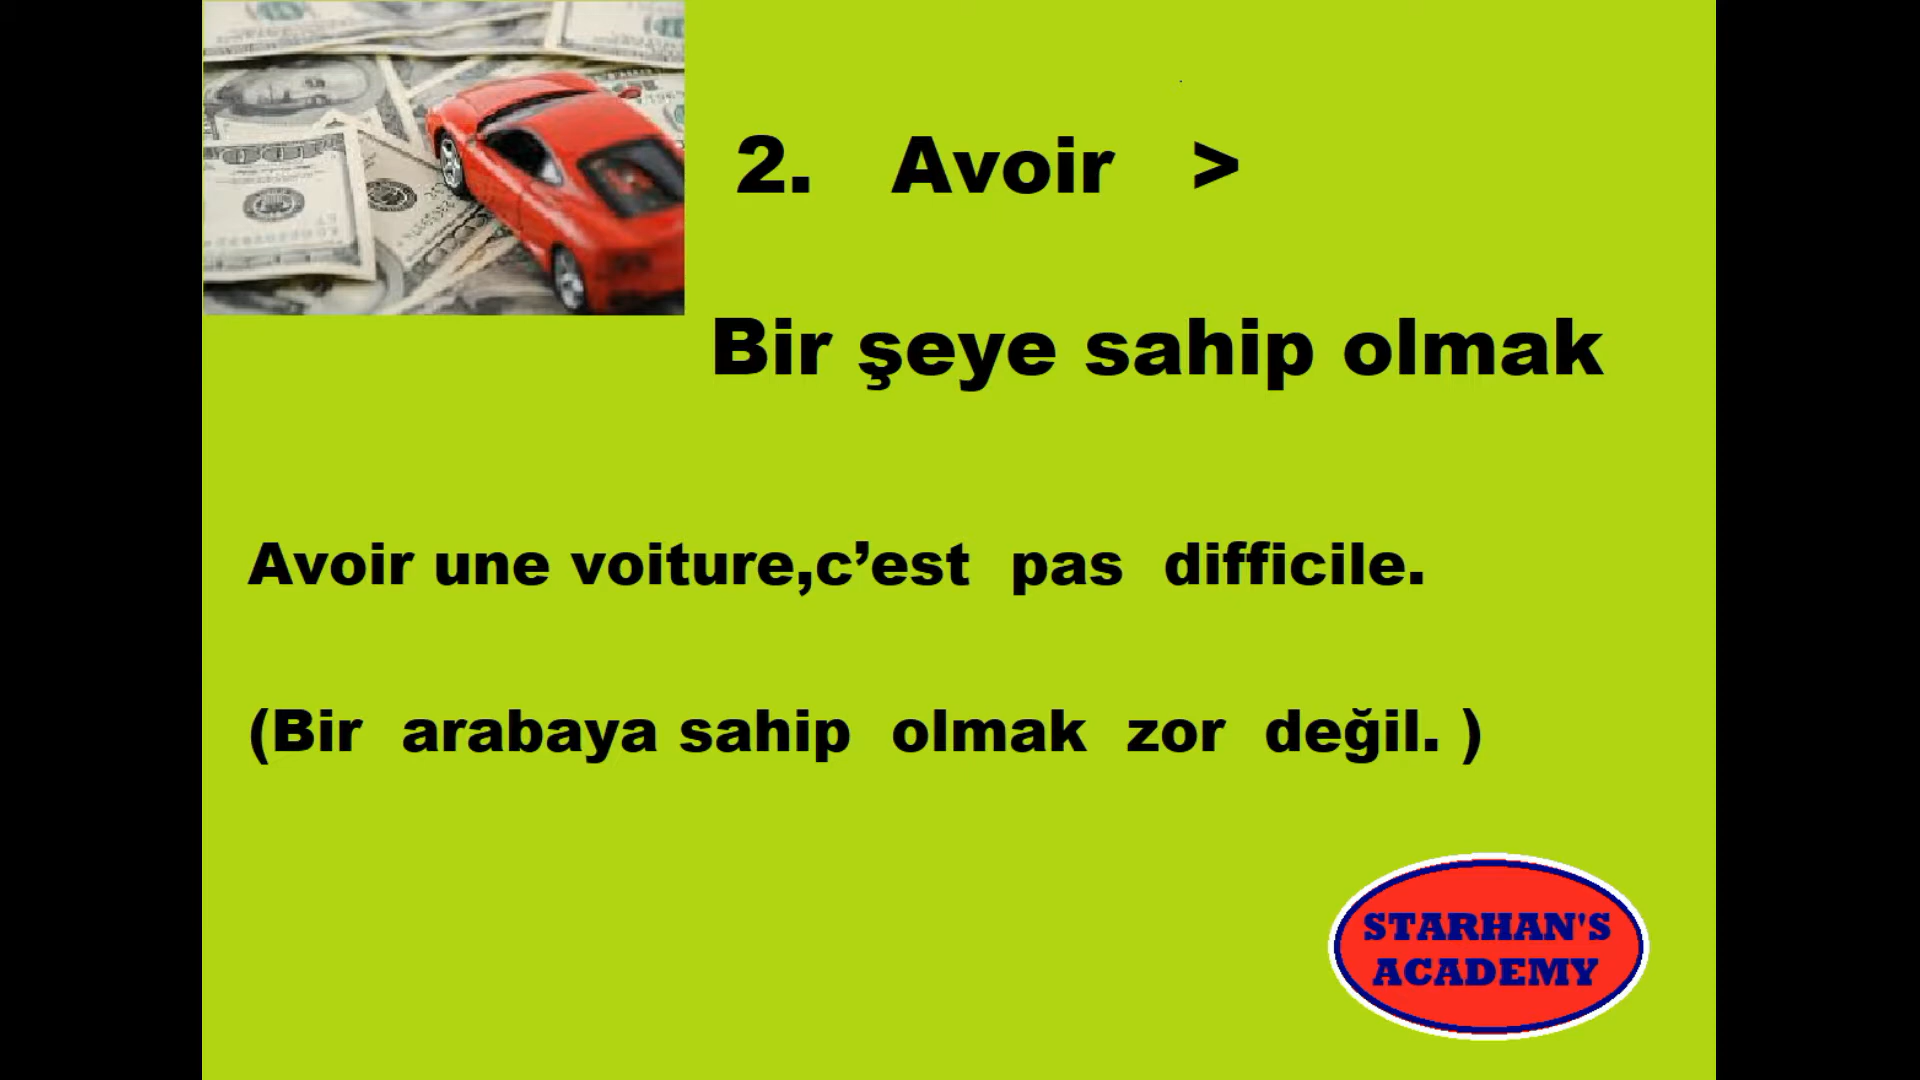 2. Avoir >
Bir şeye sahip olmak
Avoir une voiture,c’est pas difficile.
(Bir arabaya sahip olmak zor değil. )
STARHAN'S
ACADEMY